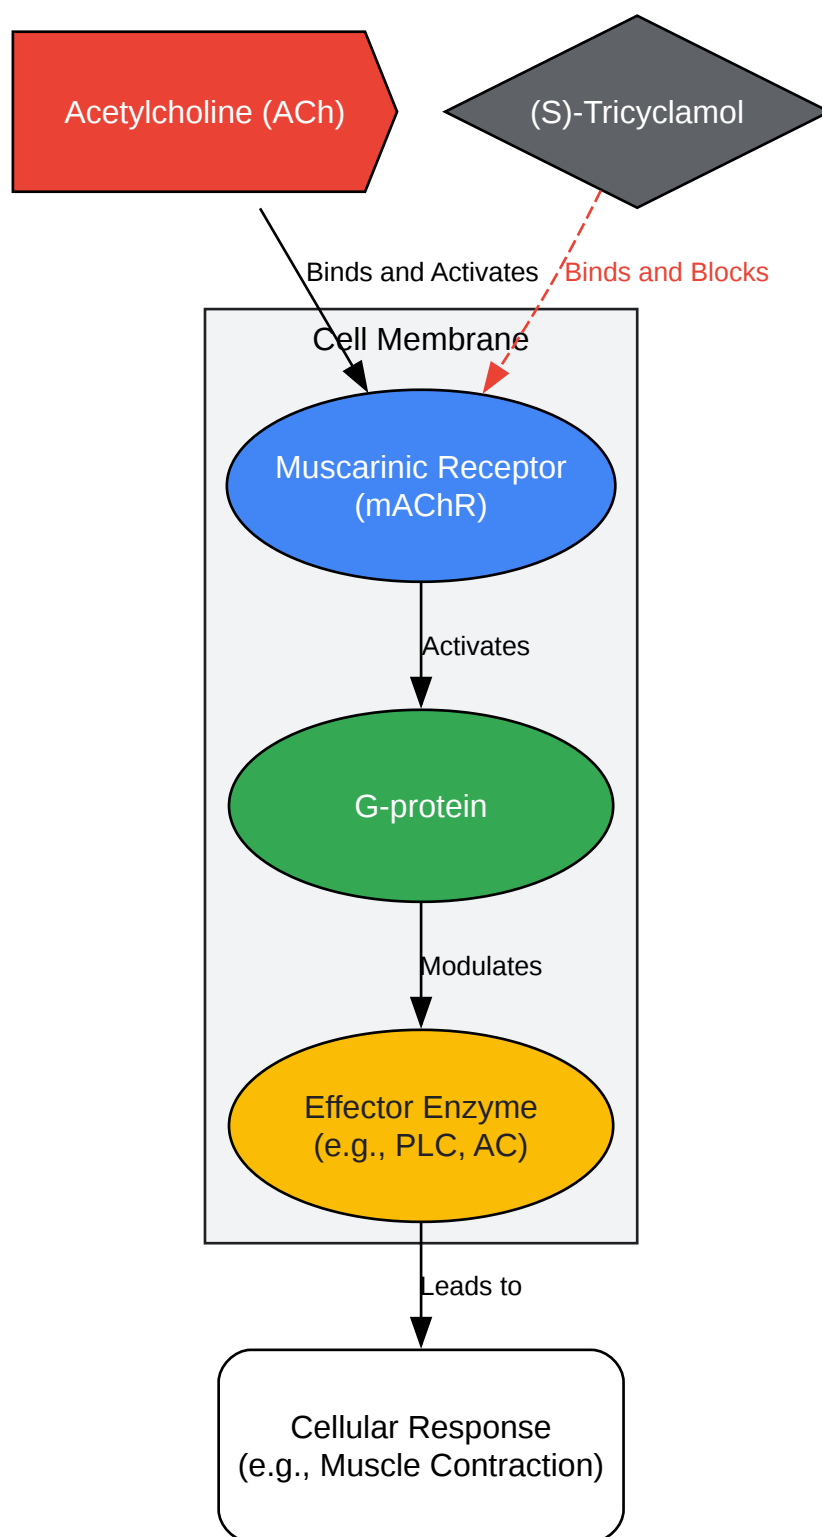 Acetylcholine (ACh)
(S)-Tricyclamol
Binds and Activates
Binds and Blocks
Cell Membrane
Muscarinic Receptor
(mAChR)
Activates
G-protein
Modulates
Effector Enzyme
(e.g., PLC, AC)
Leads to
Cellular Response
(e.g., Muscle Contraction)